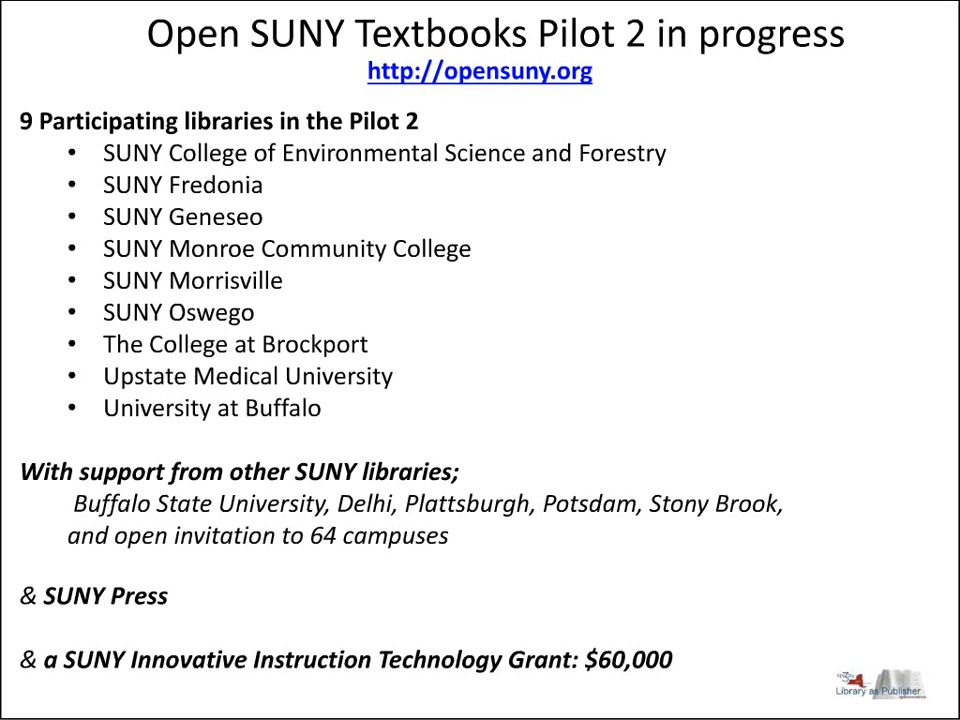 Open SUNY Textbooks Pilot 2 in progress
http://opensuny.org
9 Participating libraries in the Pilot 2
• SUNY College of Environmental Science and Forestry
• SUNY Fredonia
• SUNY Geneseo
• SUNY Monroe Community College
• SUNY Morrisville
• SUNY Oswego
• The College at Brockport
• Upstate Medical University
• University at Buffalo
With support from other SUNY libraries;
Buffalo State University, Delhi, Plattsburgh, Potsdam, Stony Brook,
and open invitation to 64 campuses
& SUNY Press
& a SUNY Innovative Instruction Technology Grant: $60,000
Library as Publisher